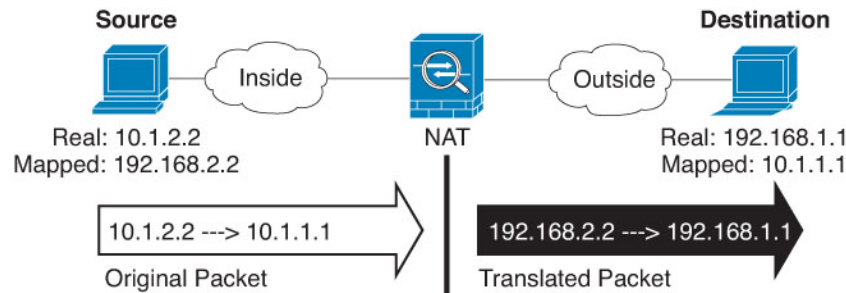 Source
Destination
Inside
Outside
Real: 10.1.2.2
Mapped: 192.168.2.2
NAT
Real: 192.168.1.1
Mapped: 10.1.1.1
10.1.2.2 ---> 10.1.1.1
192.168.2.2 ---> 192.168.1.1
Original Packet
Translated Packet